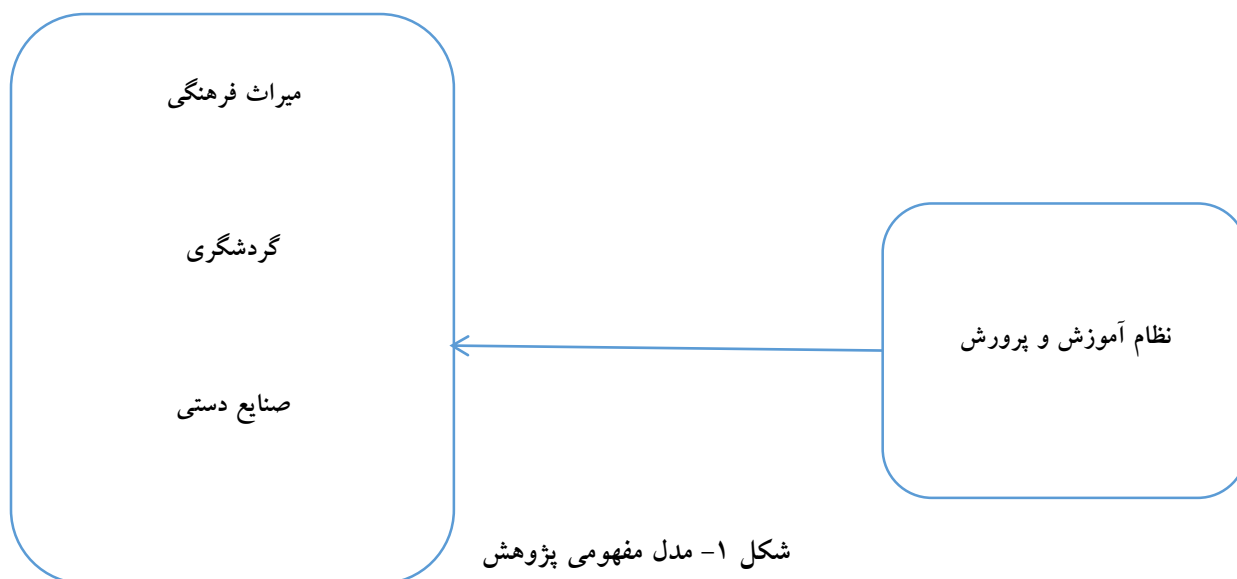 میراث فرهنگی
گردشگری
صنایع دستی
نظام آموزش و پرورش
شکل ۱- مدل مفهومی پژوهش